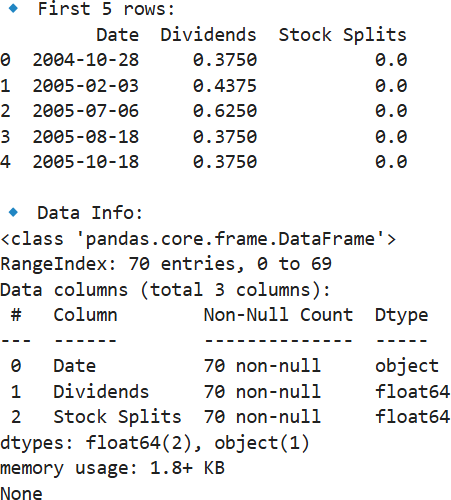 🔹 First 5 rows:
         Date  Dividends  Stock Splits
0  2004-10-28     0.3750           0.0
1  2005-02-03     0.4375           0.0
2  2005-07-06     0.6250           0.0
3  2005-08-18     0.3750           0.0
4  2005-10-18     0.3750           0.0
🔹 Data Info:
<class 'pandas.core.frame.DataFrame'>
RangeIndex: 70 entries, 0 to 69
Data columns (total 3 columns):
 #   Column        Non-Null Count  Dtype
---  ------        --------------  -----
 0   Date          70 non-null     object
 1   Dividends     70 non-null     float64
 2   Stock Splits  70 non-null     float64
dtypes: float64(2), object(1)
memory usage: 1.8+ KB
None